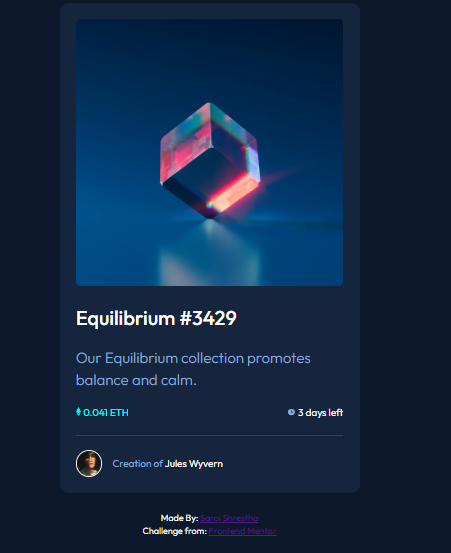 Equilibrium #3429
Our Equilibrium collection promotes
balance and calm.
0.041 ETH
3 days left
Creation of Jules Wyvern
Made By: Saroj Shrestha
Challenge from: Frontend Mentor